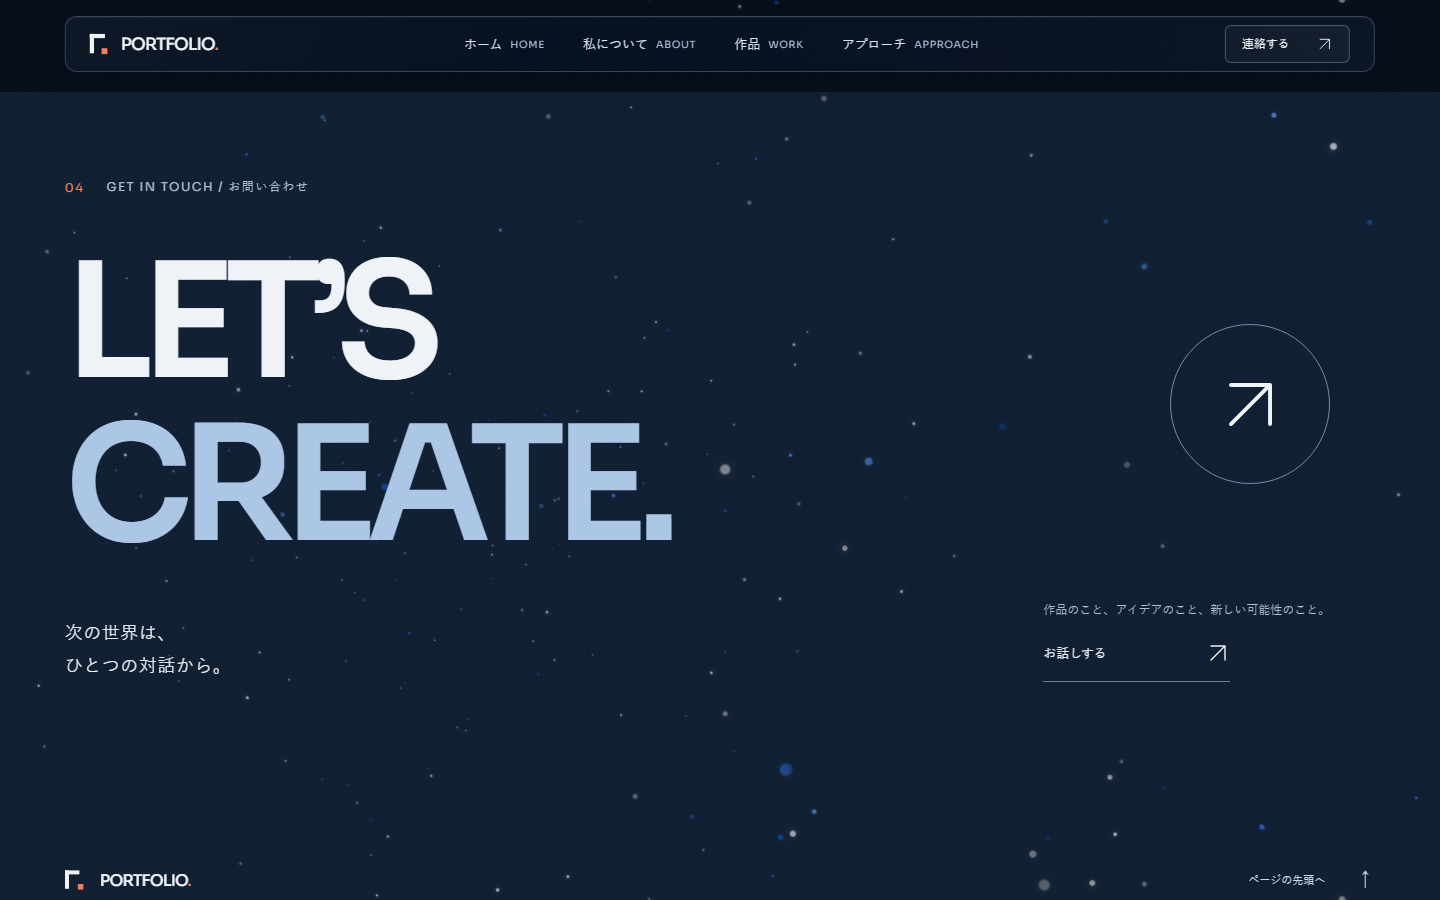 PORTFOLIO.
ホーム HOME
私について ABOUT
作品 WORK
アプローチ APPROACH
連絡する
04 GET IN TOUCH / お問い合わせ
LET’S
CREATE.
次の世界は、
ひとつの対話から。
作品のこと、アイデアのこと、新しい可能性のこと。
お話しする
PORTFOLIO.
ページの先頭へ ↑